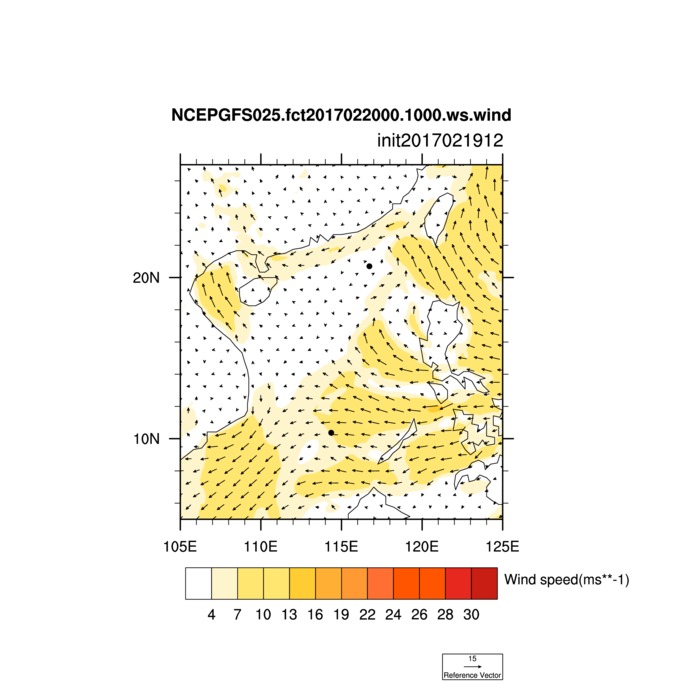 NCEPGFS025.fct2017022000.1000.ws.wind
init2017021912
20N
10N
105E 110E 115E 120E 125E
Wind speed(ms**-1)
4 7 10 13 16 19 22 24 26 28 30
15
Reference Vector